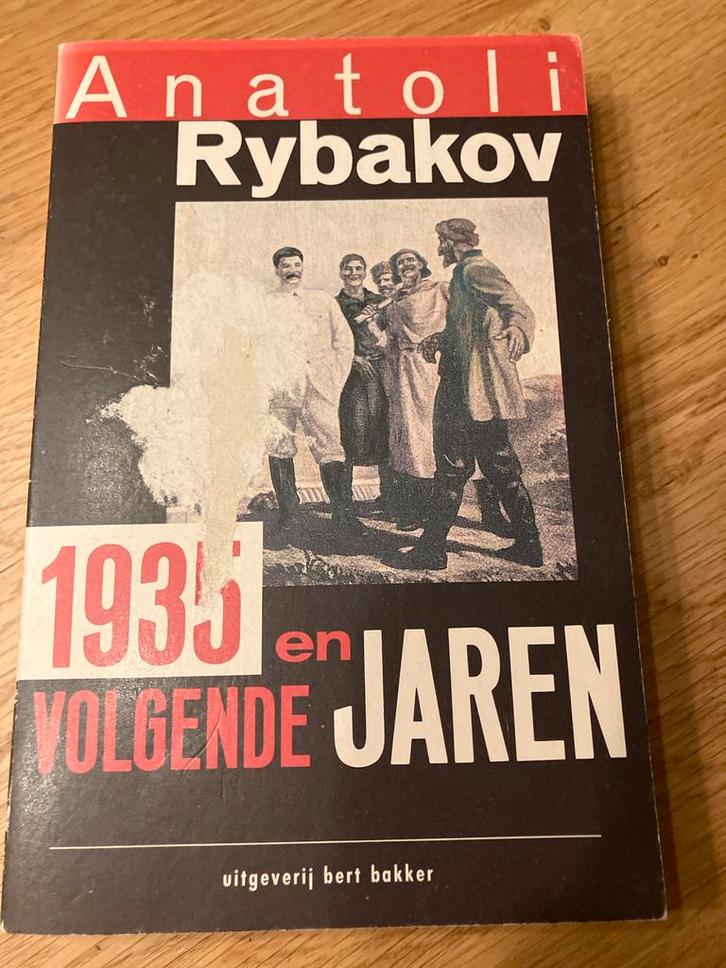 Anatoli
Rybakov
1935
en JAREN
VOLGENDE
uitgeverij bert bakker